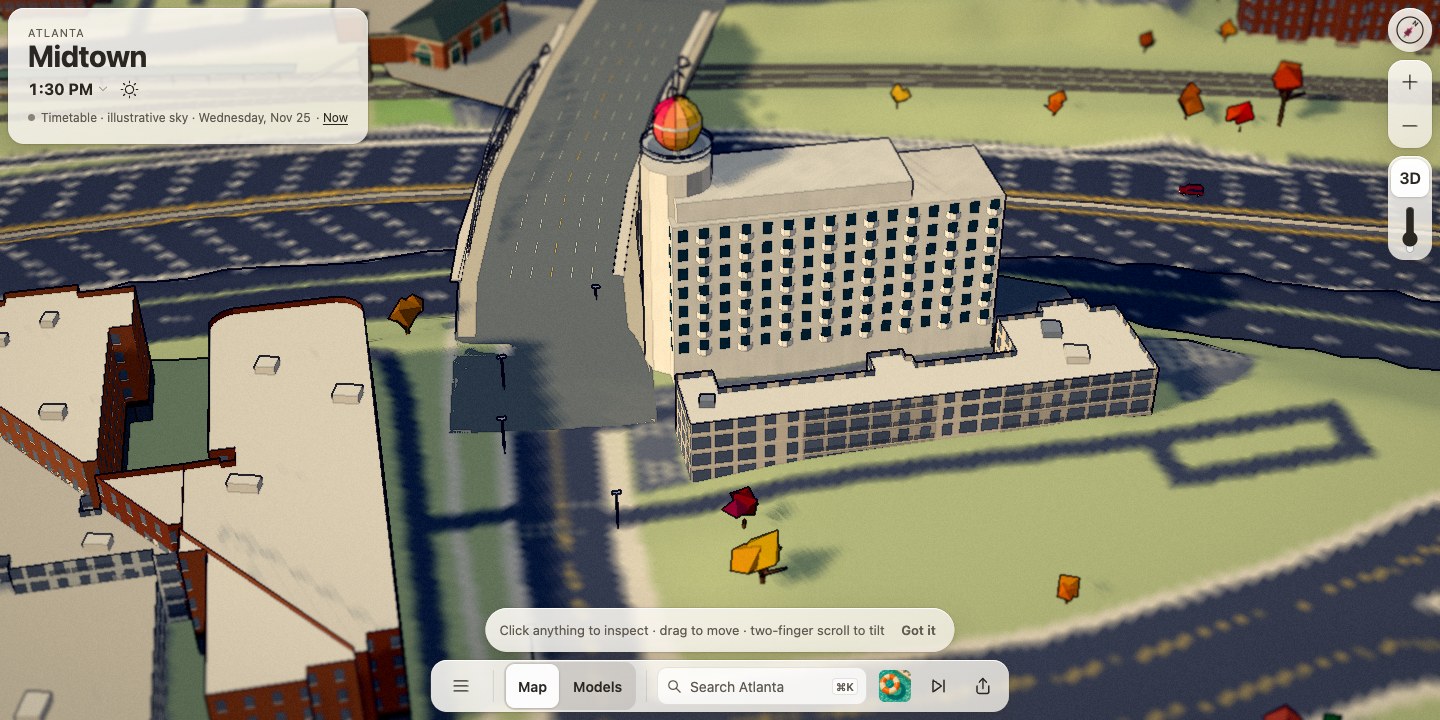 ATLANTA
Midtown
1:30 PM
Timetable · illustrative sky · Wednesday, Nov 25 · Now
3D
Click anything to inspect · drag to move · two-finger scroll to tilt Got it
Map Models Search Atlanta ⌘K